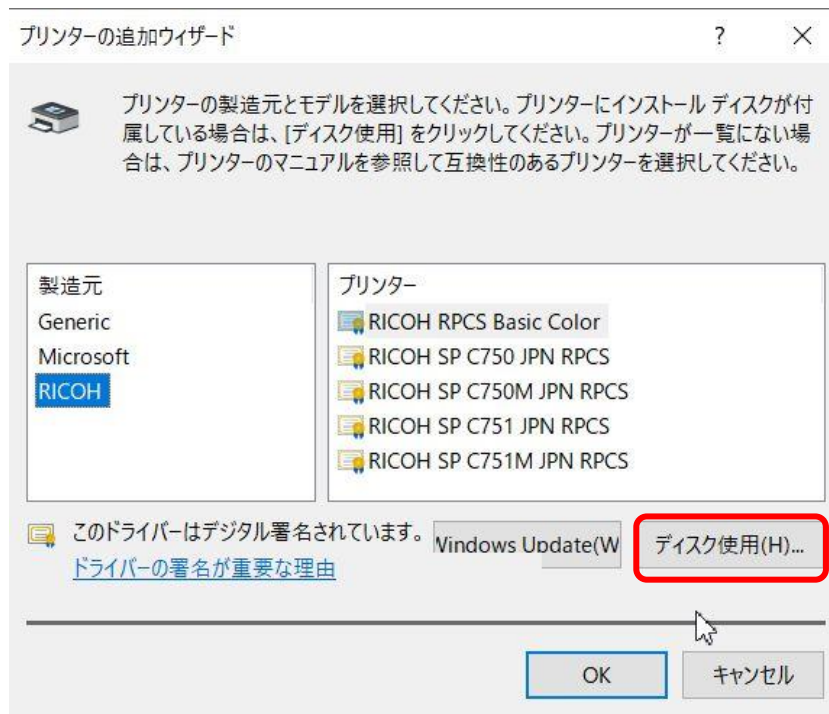 プリンターの追加ウィザード
?
プリンターの製造元とモデルを選択してください。プリンターにインストール ディスクが付
属している場合は、[ディスク使用] をクリックしてください。プリンターが一覧にない場
合は、プリンターのマニュアルを参照して互換性のあるプリンターを選択してください。
製造元
Generic
Microsoft
RICOH
プリンター
RICOH RPCS Basic Color
RICOH SP C750 JPN RPCS
RICOH SP C750M JPN RPCS
RICOH SP C751 JPN RPCS
RICOH SP C751M JPN RPCS
このドライバーはデジタル署名されています。
ドライバーの署名が重要な理由
Windows Update(W
ディスク使用(H)...
OK
キャンセル